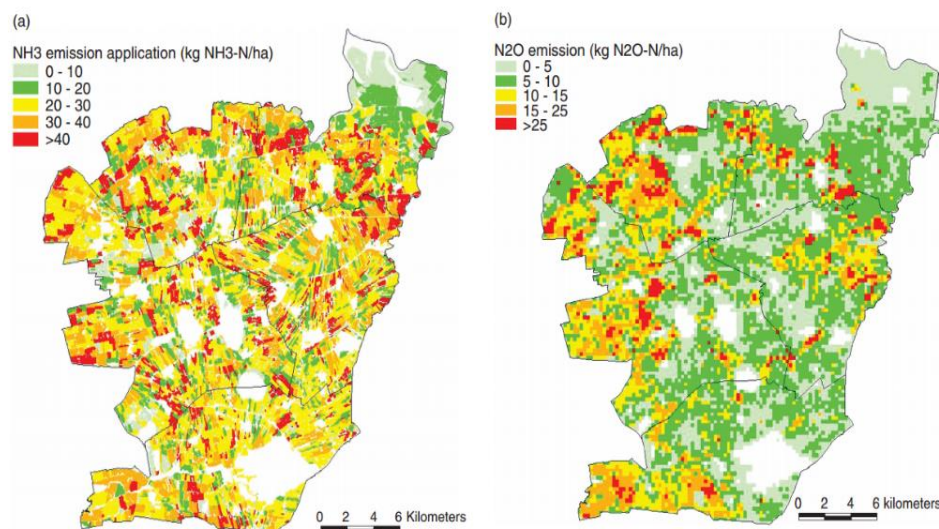 (a)
NH3 emission application (kg NH3-N/ha)
0 - 10
10 - 20
20 - 30
30 - 40
>40
0 2 4 6 Kilometers
(b)
N2O emission (kg N2O-N/ha)
0 - 5
5 - 10
10 - 15
15 - 25
>25
0 2 4 6 kilometers